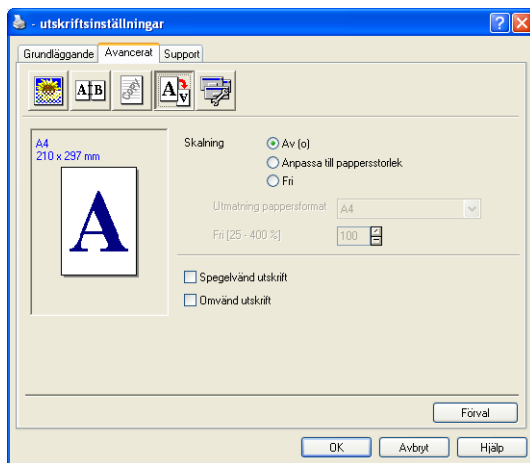 - utskriftsinställningar
Grundläggande Avancerat Support
A B
A V
A4
210 x 297 mm
A
Skalning
Av (o)
Anpassa till pappersstorlek
Fri
Utmatning pappersformat A4
Fri [25 - 400 %] 100
Spegelvänd utskrift
Omvänd utskrift
Förval
OK Avbryt Hjälp